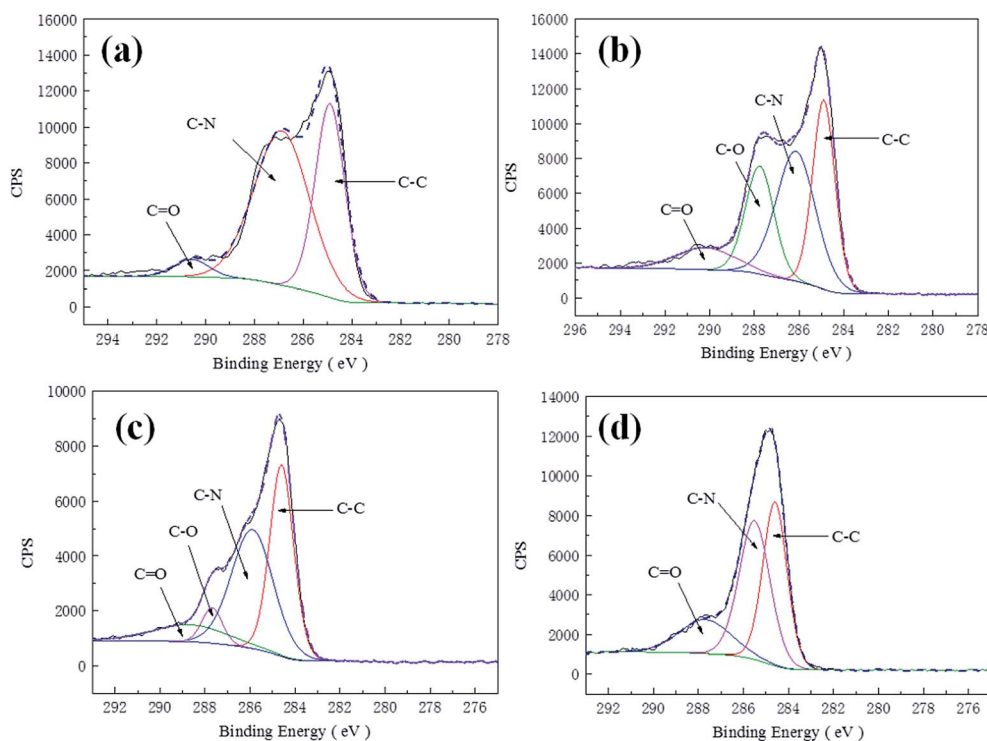 (a)
16000
14000
12000
10000
8000
6000
4000
2000
0
CPS
C-N
C=O
C-C
294 292 290 288 286 284 282 280 278
Binding Energy ( eV )
(b)
16000
14000
12000
10000
8000
6000
4000
2000
0
CPS
C-N
C-O
C=O
C-C
296 294 292 290 288 286 284 282 280 278
Binding Energy ( eV )
(c)
10000
8000
6000
4000
2000
0
CPS
C-N
C-O
C=O
C-C
292 290 288 286 284 282 280 278 276
Binding Energy ( eV )
(d)
14000
12000
10000
8000
6000
4000
2000
0
CPS
C-N
C=O
C-C
292 290 288 286 284 282 280 278 276
Binding Energy ( eV )